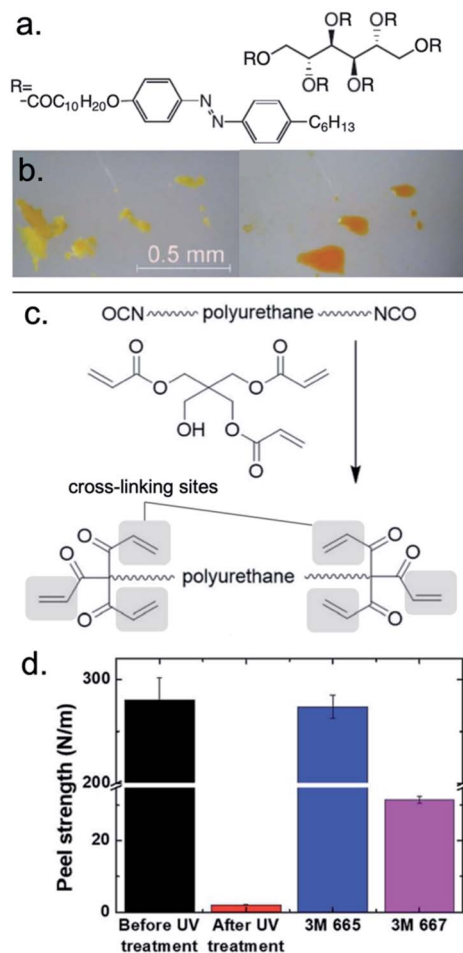 a.
OR OR
RO OR
OR OR
R=
-COC₁₀H₂₀O
N
N
C₆H₁₃
b.
0.5 mm
c.
OCN polyurethane NCO
O O
O O
OH O
O
cross-linking sites
O O
O polyurethane O
O O
d.
Peel strength (N/m)
300
200
20
0
Before UV treatment
After UV treatment
3M 665
3M 667